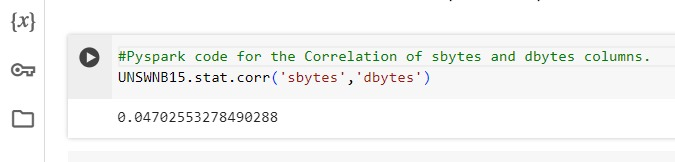 {x}
#Pyspark code for the Correlation of sbytes and dbytes columns.
UNSWNB15.stat.corr('sbytes','dbytes')
0.04702553278490288